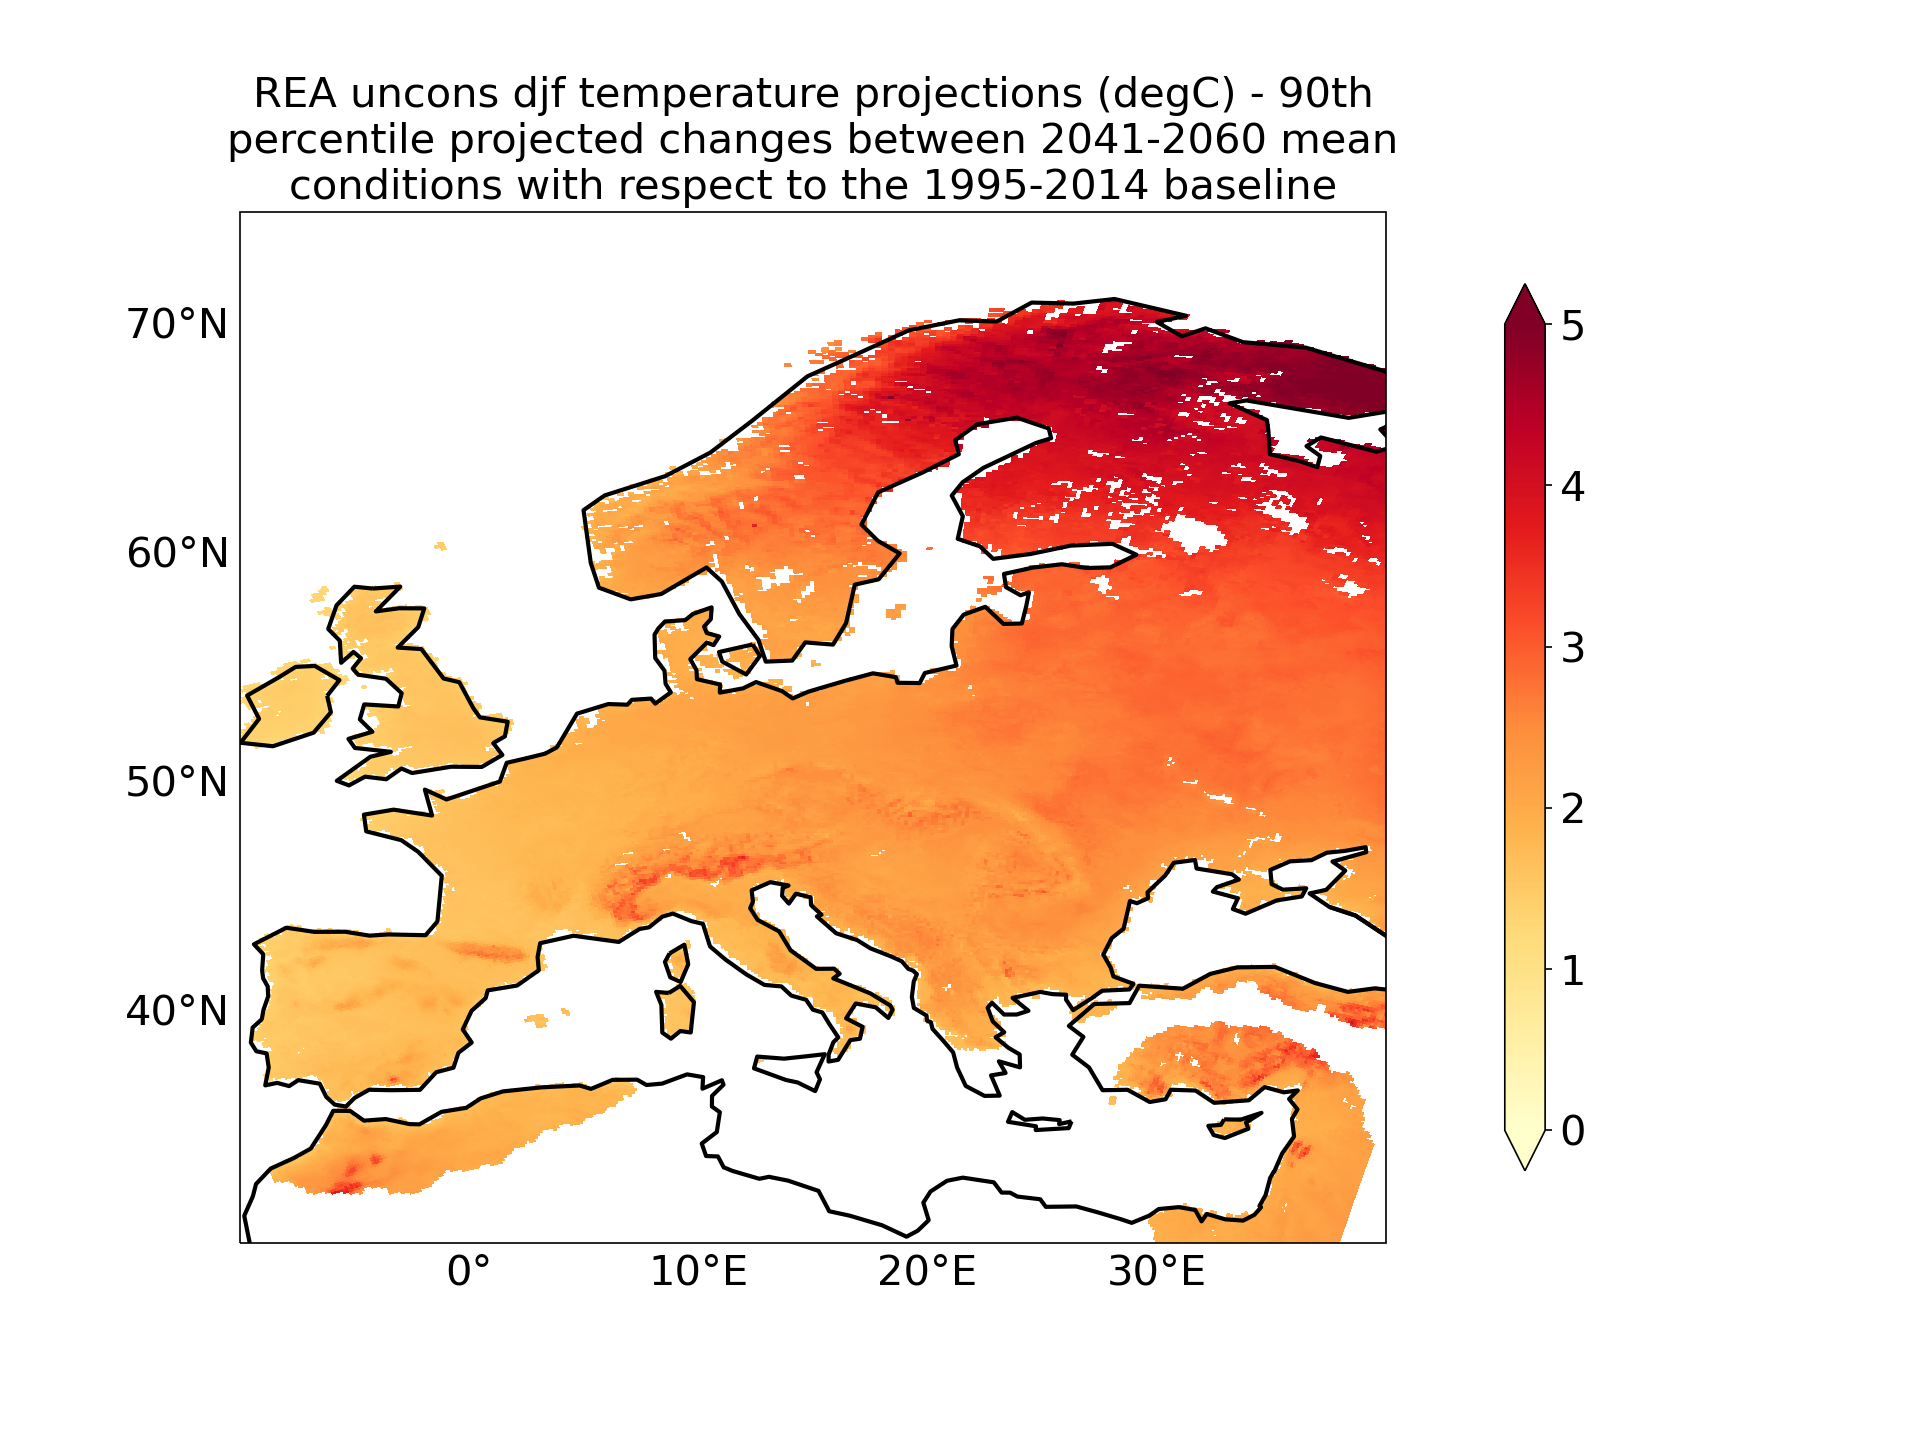 REA uncons djf temperature projections (degC) - 90th
percentile projected changes between 2041-2060 mean
conditions with respect to the 1995-2014 baseline
70°N
60°N
50°N
40°N
0°
10°E
20°E
30°E
5
4
3
2
1
0